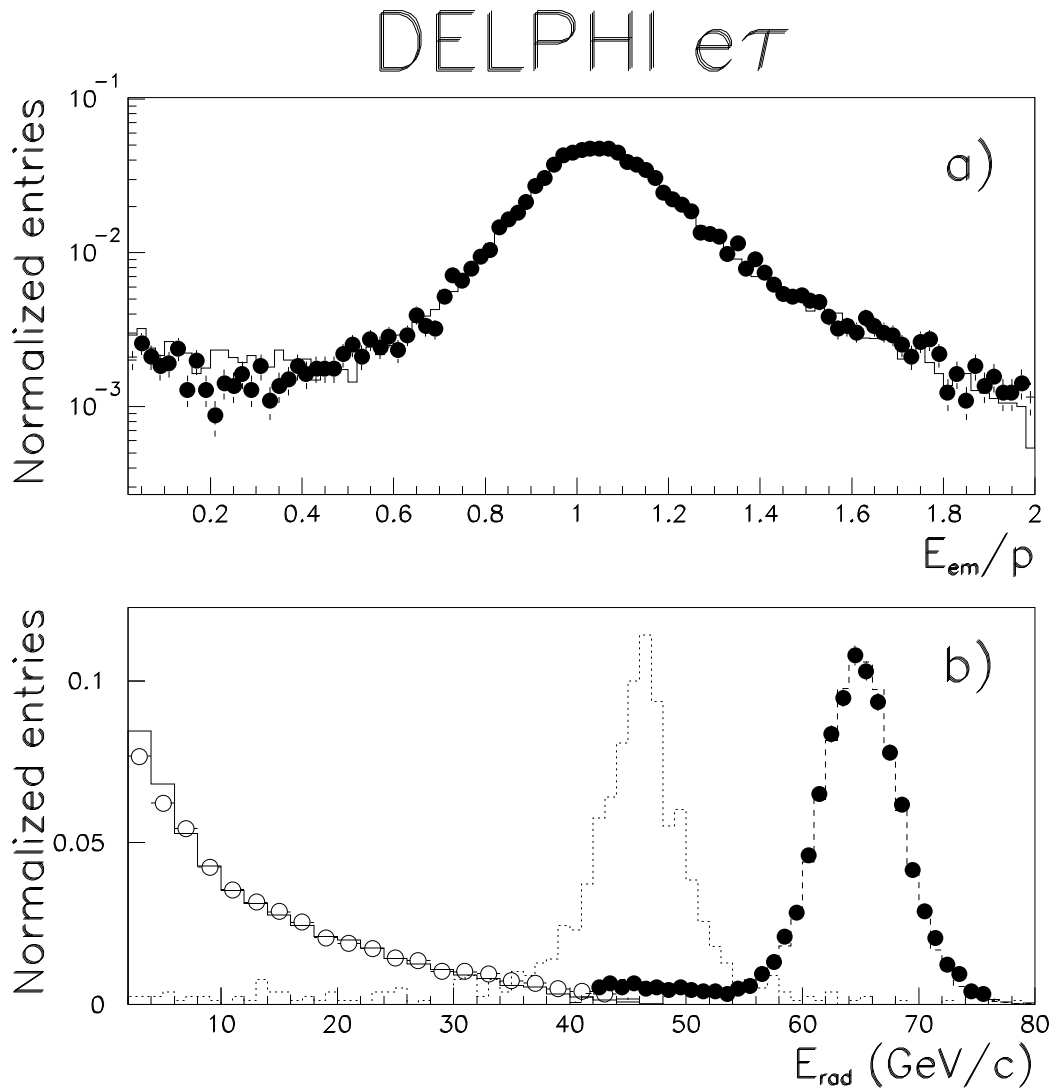 DELPHI eτ
Normalized entries
10⁻¹
10⁻²
10⁻³
a)
0.2 0.4 0.6 0.8 1 1.2 1.4 1.6 1.8 2
E_em/p
Normalized entries
0.1
0.05
0
b)
10 20 30 40 50 60 70 80
E_rad (GeV/c)